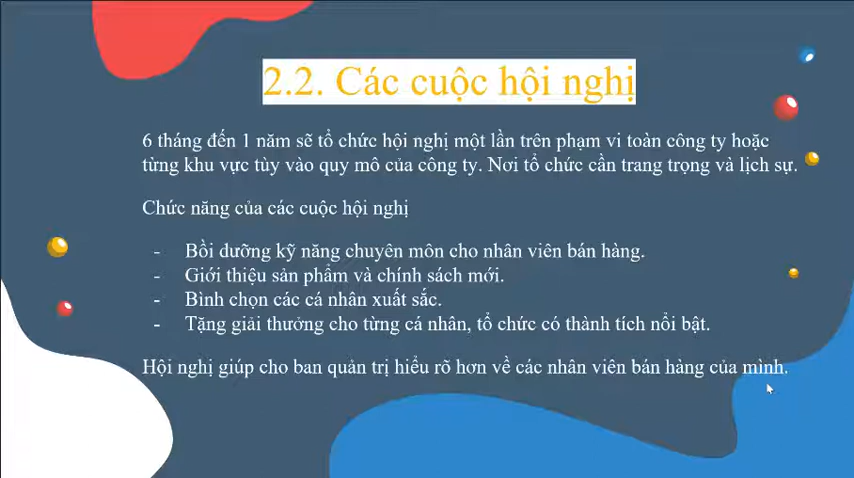 2.2. Các cuộc hội nghị
6 tháng đến 1 năm sẽ tổ chức hội nghị một lần trên phạm vi toàn công ty hoặc
từng khu vực tùy vào quy mô của công ty. Nơi tổ chức cần trang trọng và lịch sự.
Chức năng của các cuộc hội nghị
- Bồi dưỡng kỹ năng chuyên môn cho nhân viên bán hàng.
- Giới thiệu sản phẩm và chính sách mới.
- Bình chọn các cá nhân xuất sắc.
- Tặng giải thưởng cho từng cá nhân, tổ chức có thành tích nổi bật.
Hội nghị giúp cho ban quản trị hiểu rõ hơn về các nhân viên bán hàng của mình.